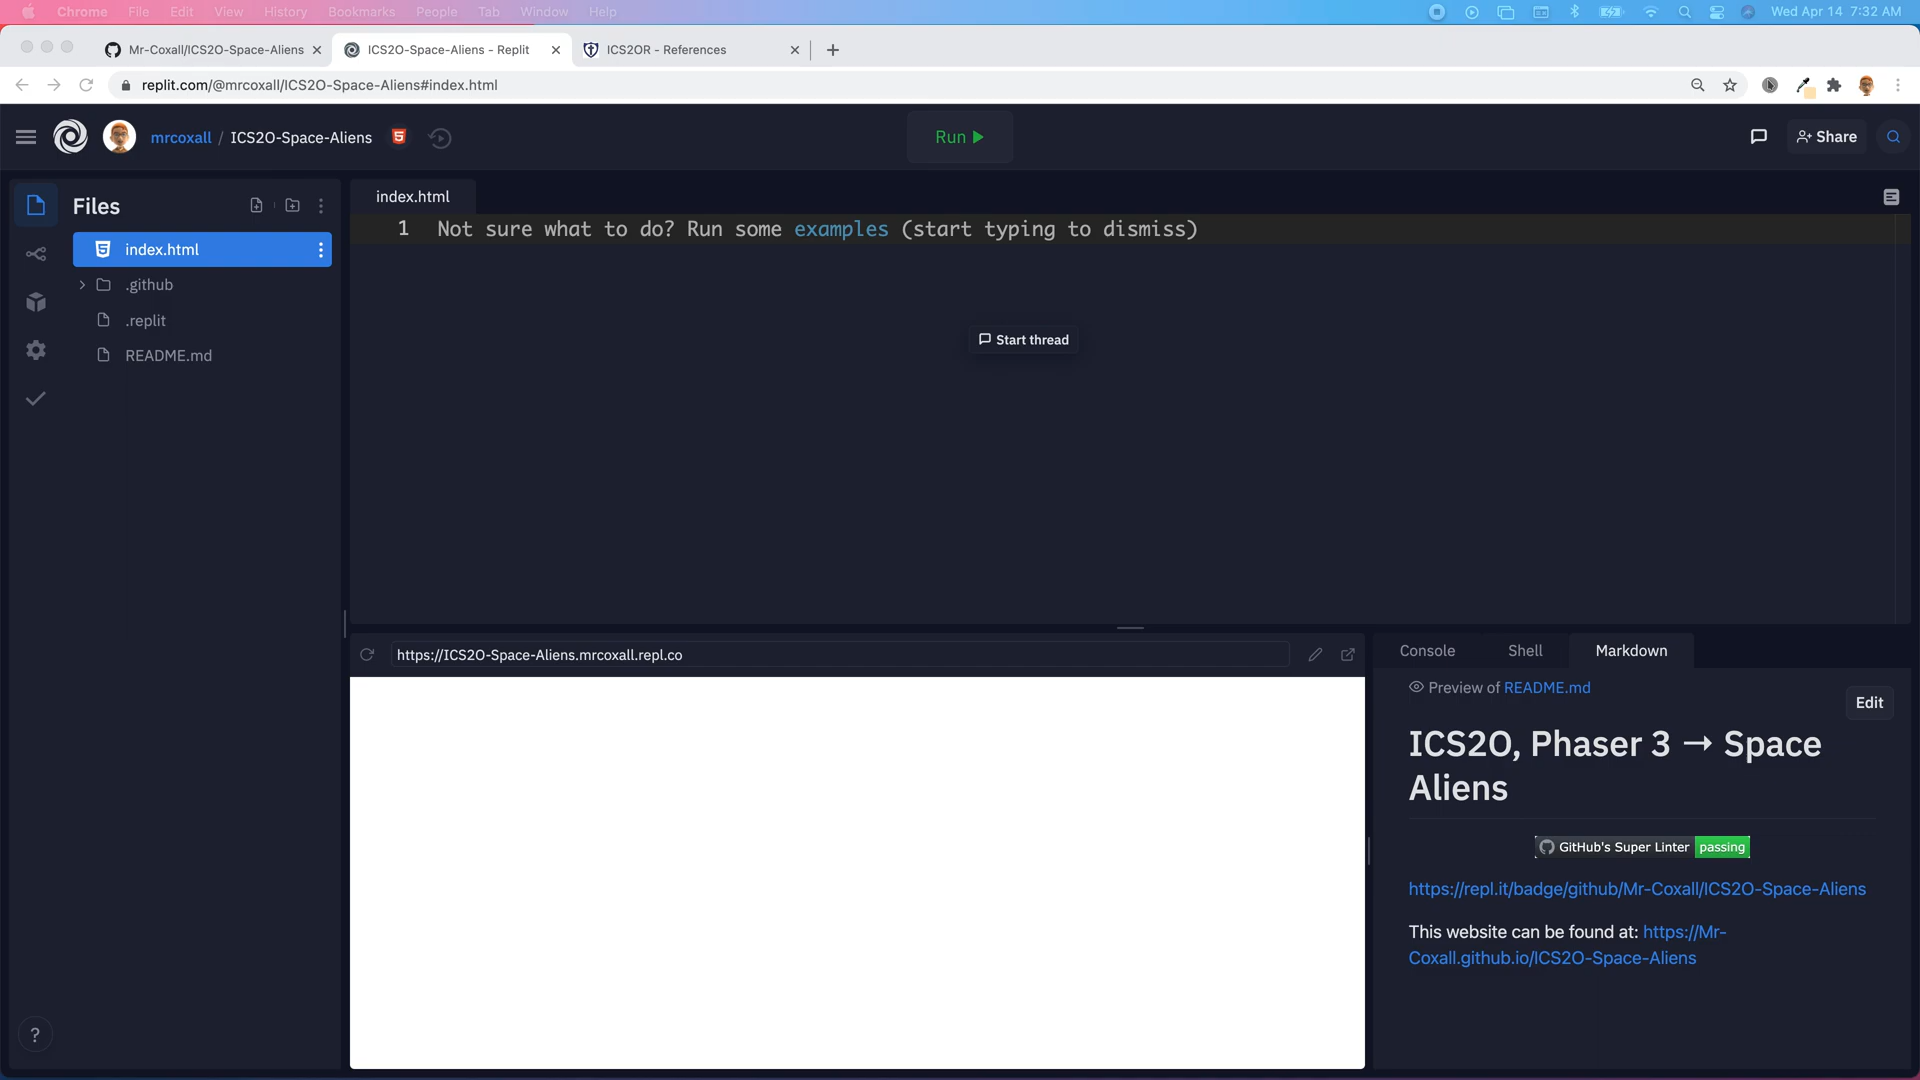 Chrome File Edit View History Bookmarks People Tab Window Help Wed Apr 14 7:32 AM
Mr-Coxall/ICS2O-Space-Aliens ICS2O-Space-Aliens - Replit ICS2OR - References
replit.com/@mrcoxall/ICS2O-Space-Aliens#index.html
mrcoxall / ICS2O-Space-Aliens Run Share
Files
index.html
.github
.replit
README.md
index.html
1 Not sure what to do? Run some examples (start typing to dismiss)
Start thread
https://ICS2O-Space-Aliens.mrcoxall.repl.co
Console Shell Markdown
Preview of README.md
Edit
ICS2O, Phaser 3 → Space
Aliens
GitHub's Super Linter passing
https://repl.it/badge/github/Mr-Coxall/ICS2O-Space-Aliens
This website can be found at: https://Mr-
Coxall.github.io/ICS2O-Space-Aliens
?